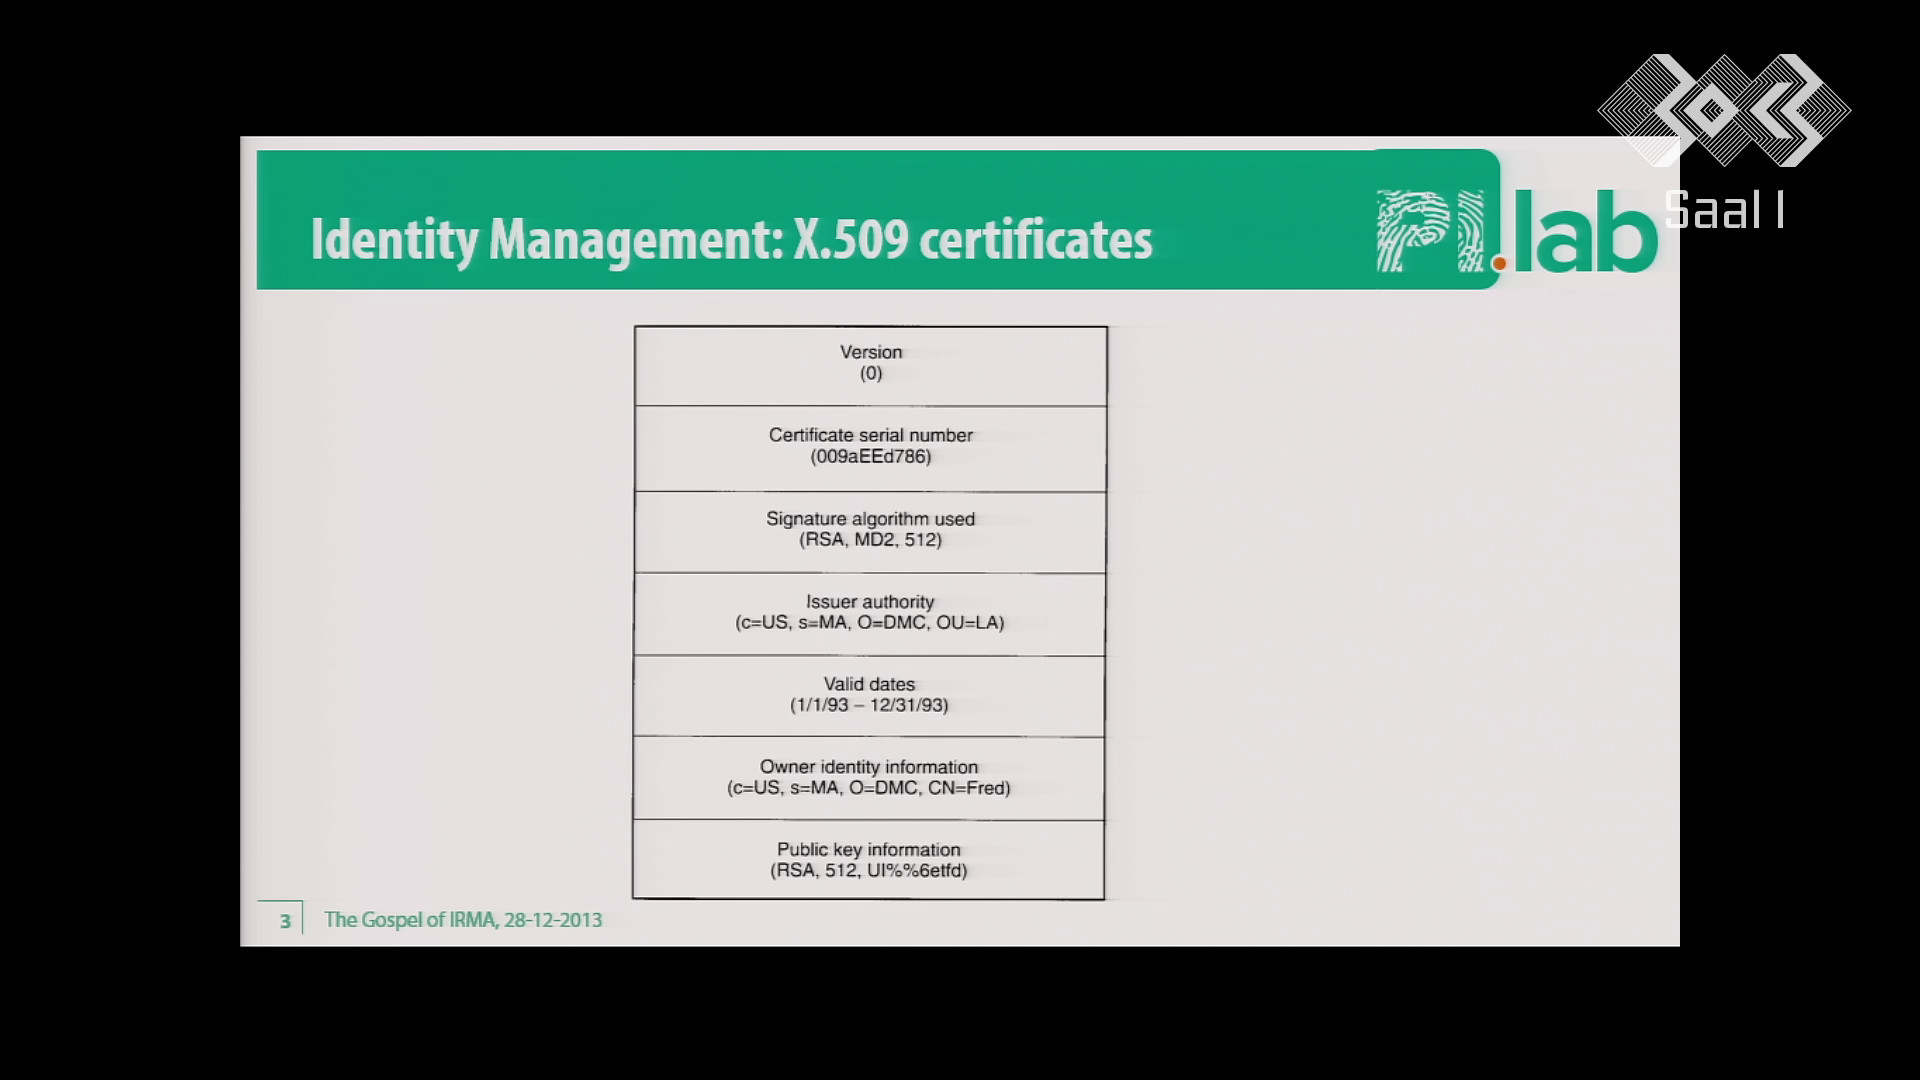 Identity Management: X.509 certificates
PI.lab
Saal 1
Version
(0)
Certificate serial number
(009aEEd786)
Signature algorithm used
(RSA, MD2, 512)
Issuer authority
(c=US, s=MA, O=DMC, OU=LA)
Valid dates
(1/1/93 – 12/31/93)
Owner identity information
(c=US, s=MA, O=DMC, CN=Fred)
Public key information
(RSA, 512, UI%%6etfd)
3
The Gospel of IRMA, 28-12-2013